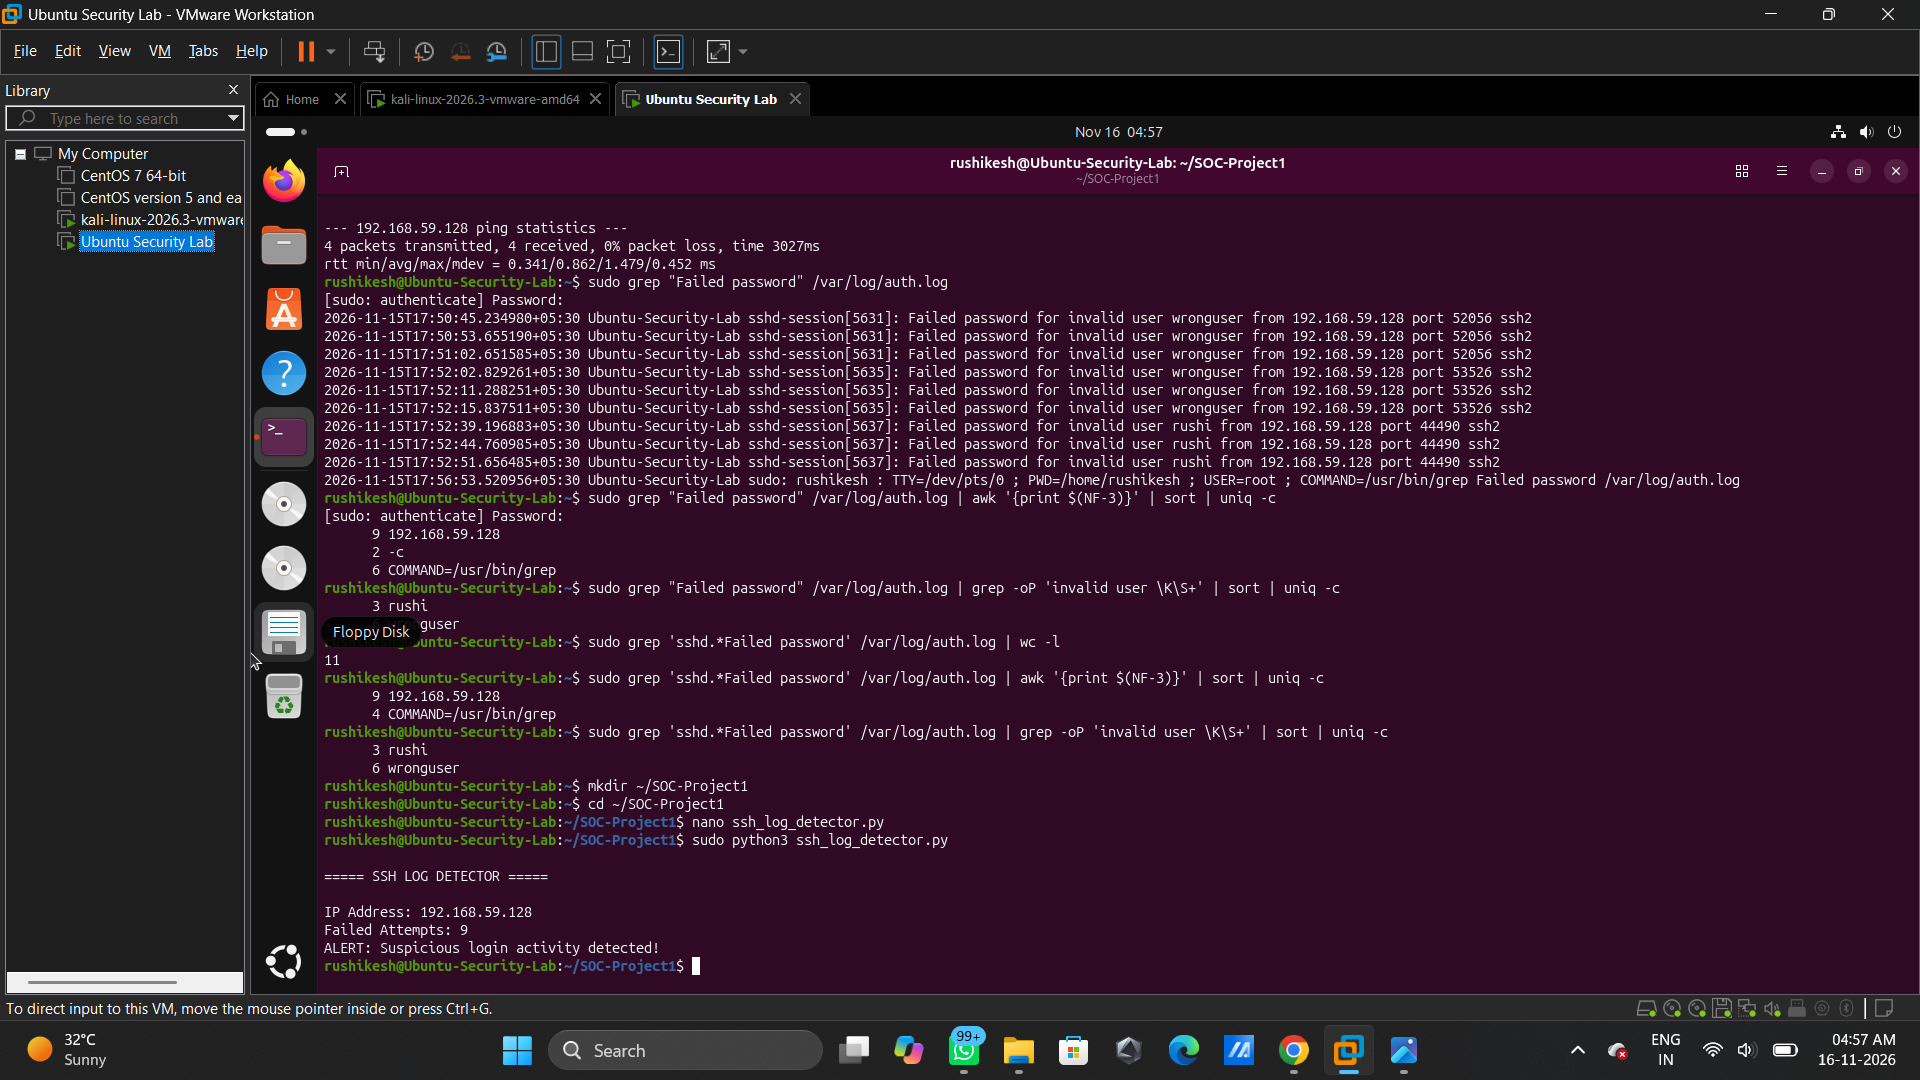 Ubuntu Security Lab - VMware Workstation
File Edit View VM Tabs Help
Library
Type here to search
My Computer
CentOS 7 64-bit
CentOS version 5 and ea
kali-linux-2026.3-vmware
Ubuntu Security Lab
Home
kali-linux-2026.3-vmware-amd64
Ubuntu Security Lab
Nov 16 04:57
rushikesh@Ubuntu-Security-Lab: ~/SOC-Project1
~/SOC-Project1
--- 192.168.59.128 ping statistics ---
4 packets transmitted, 4 received, 0% packet loss, time 3027ms
rtt min/avg/max/mdev = 0.341/0.862/1.479/0.452 ms
rushikesh@Ubuntu-Security-Lab:~$ sudo grep "Failed password" /var/log/auth.log
[sudo: authenticate] Password:
2026-11-15T17:50:45.234980+05:30 Ubuntu-Security-Lab sshd-session[5631]: Failed password for invalid user wronguser from 192.168.59.128 port 52056 ssh2
2026-11-15T17:50:53.655190+05:30 Ubuntu-Security-Lab sshd-session[5631]: Failed password for invalid user wronguser from 192.168.59.128 port 52056 ssh2
2026-11-15T17:51:02.651585+05:30 Ubuntu-Security-Lab sshd-session[5631]: Failed password for invalid user wronguser from 192.168.59.128 port 52056 ssh2
2026-11-15T17:52:02.829261+05:30 Ubuntu-Security-Lab sshd-session[5635]: Failed password for invalid user wronguser from 192.168.59.128 port 53526 ssh2
2026-11-15T17:52:11.288251+05:30 Ubuntu-Security-Lab sshd-session[5635]: Failed password for invalid user wronguser from 192.168.59.128 port 53526 ssh2
2026-11-15T17:52:15.837511+05:30 Ubuntu-Security-Lab sshd-session[5635]: Failed password for invalid user wronguser from 192.168.59.128 port 53526 ssh2
2026-11-15T17:52:39.196883+05:30 Ubuntu-Security-Lab sshd-session[5637]: Failed password for invalid user rushi from 192.168.59.128 port 44490 ssh2
2026-11-15T17:52:44.760985+05:30 Ubuntu-Security-Lab sshd-session[5637]: Failed password for invalid user rushi from 192.168.59.128 port 44490 ssh2
2026-11-15T17:52:51.656485+05:30 Ubuntu-Security-Lab sshd-session[5637]: Failed password for invalid user rushi from 192.168.59.128 port 44490 ssh2
2026-11-15T17:56:53.520956+05:30 Ubuntu-Security-Lab sudo: rushikesh : TTY=/dev/pts/0 ; PWD=/home/rushikesh ; USER=root ; COMMAND=/usr/bin/grep Failed password /var/log/auth.log
rushikesh@Ubuntu-Security-Lab:~$ sudo grep "Failed password" /var/log/auth.log | awk '{print $(NF-3)}' | sort | uniq -c
[sudo: authenticate] Password:
9 192.168.59.128
2 -c
6 COMMAND=/usr/bin/grep
rushikesh@Ubuntu-Security-Lab:~$ sudo grep "Failed password" /var/log/auth.log | grep -oP 'invalid user \K\S+' | sort | uniq -c
3 rushi
nguser
Floppy Disk
untu-Security-Lab:~$ sudo grep 'sshd.*Failed password' /var/log/auth.log | wc -l
11
rushikesh@Ubuntu-Security-Lab:~$ sudo grep 'sshd.*Failed password' /var/log/auth.log | awk '{print $(NF-3)}' | sort | uniq -c
9 192.168.59.128
4 COMMAND=/usr/bin/grep
rushikesh@Ubuntu-Security-Lab:~$ sudo grep 'sshd.*Failed password' /var/log/auth.log | grep -oP 'invalid user \K\S+' | sort | uniq -c
3 rushi
6 wronguser
rushikesh@Ubuntu-Security-Lab:~$ mkdir ~/SOC-Project1
rushikesh@Ubuntu-Security-Lab:~$ cd ~/SOC-Project1
rushikesh@Ubuntu-Security-Lab:~/SOC-Project1$ nano ssh_log_detector.py
rushikesh@Ubuntu-Security-Lab:~/SOC-Project1$ sudo python3 ssh_log_detector.py
===== SSH LOG DETECTOR =====
IP Address: 192.168.59.128
Failed Attempts: 9
ALERT: Suspicious login activity detected!
rushikesh@Ubuntu-Security-Lab:~/SOC-Project1$
To direct input to this VM, move the mouse pointer inside or press Ctrl+G.
32°C
Sunny
Search
99+
ENG
IN
04:57 AM
16-11-2026